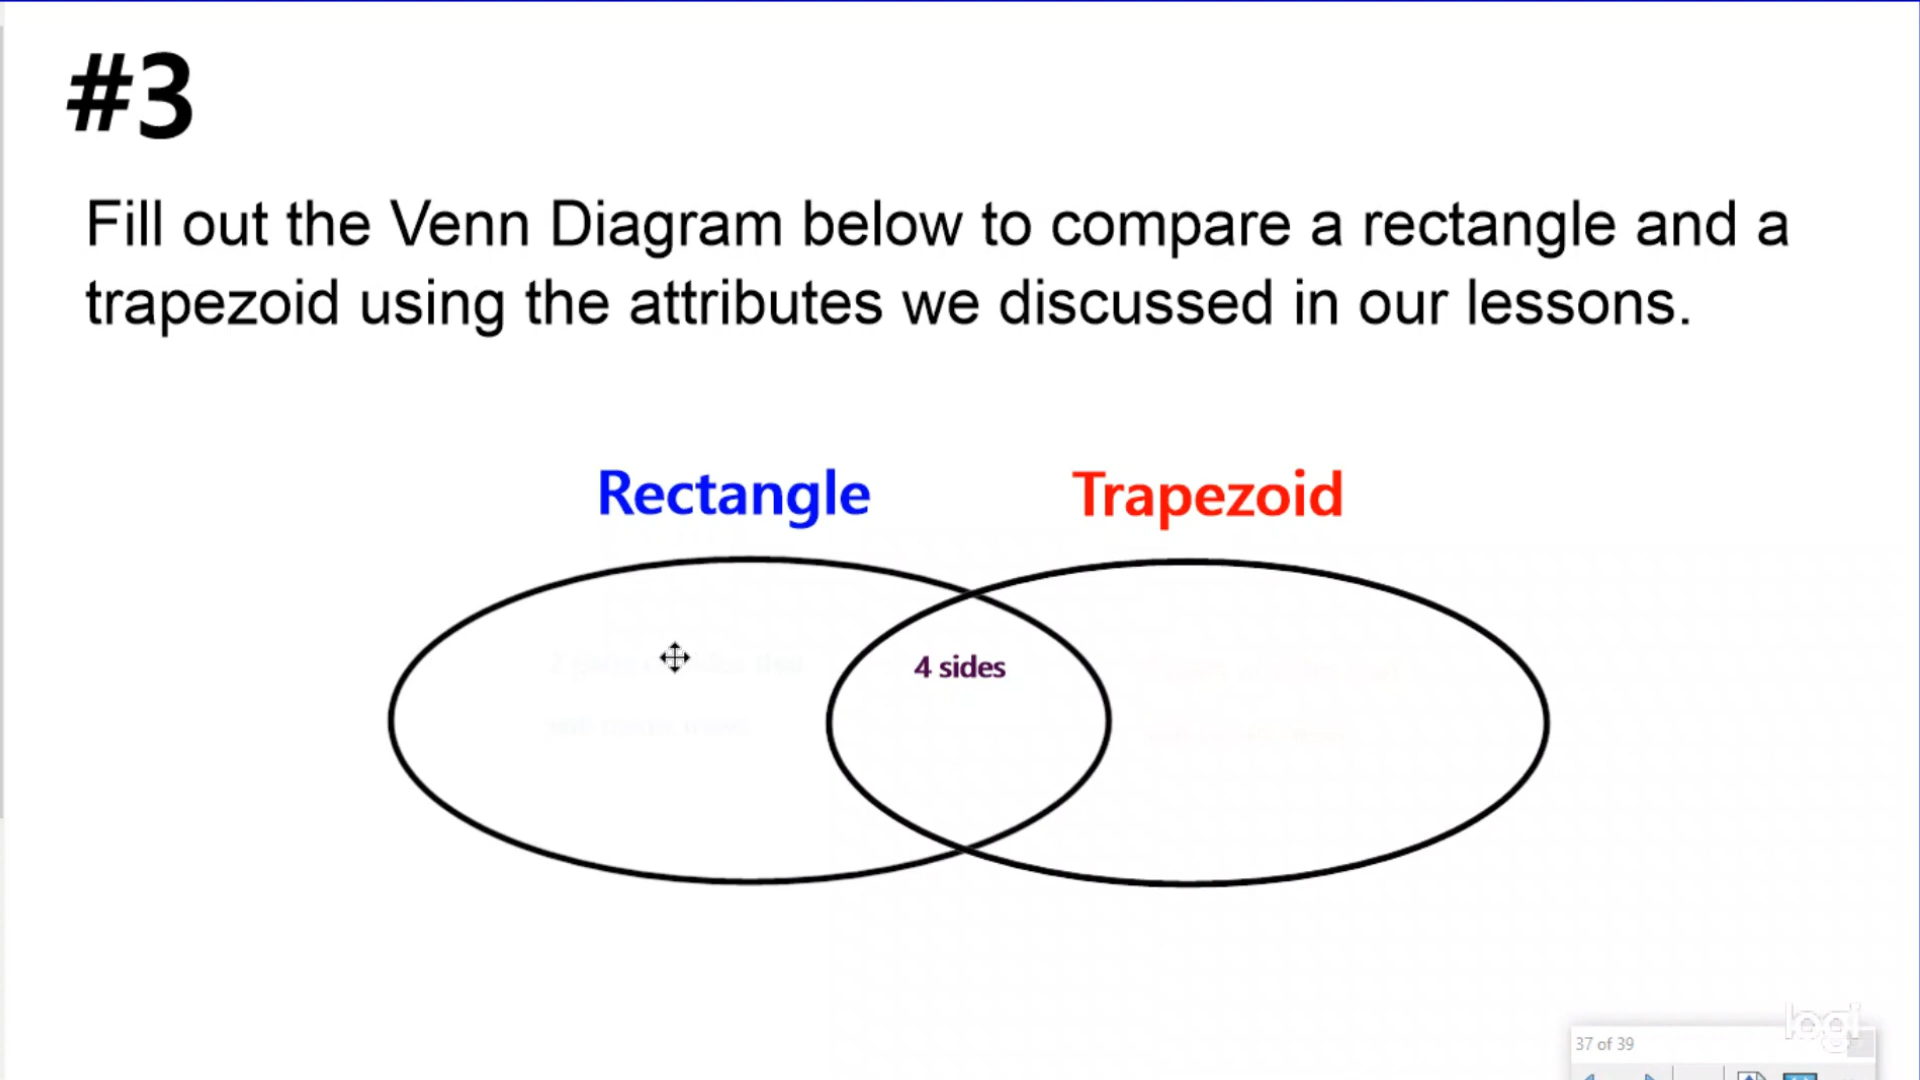 #3
Fill out the Venn Diagram below to compare a rectangle and a
trapezoid using the attributes we discussed in our lessons.
Rectangle Trapezoid
4 sides
logi
37 of 39